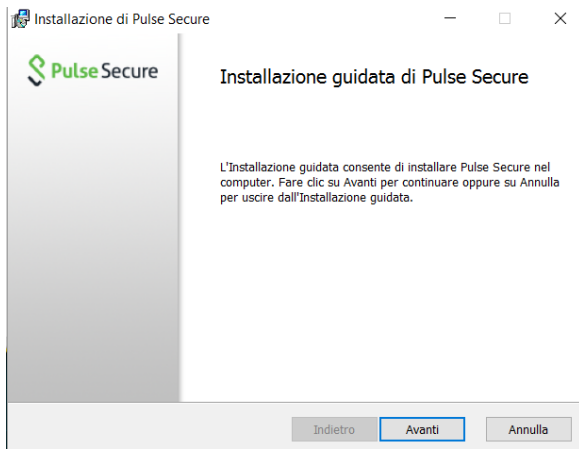 Installazione di Pulse Secure
Pulse Secure
Installazione guidata di Pulse Secure
L'Installazione guidata consente di installare Pulse Secure nel
computer. Fare clic su Avanti per continuare oppure su Annulla
per uscire dall'Installazione guidata.
Indietro
Avanti
Annulla